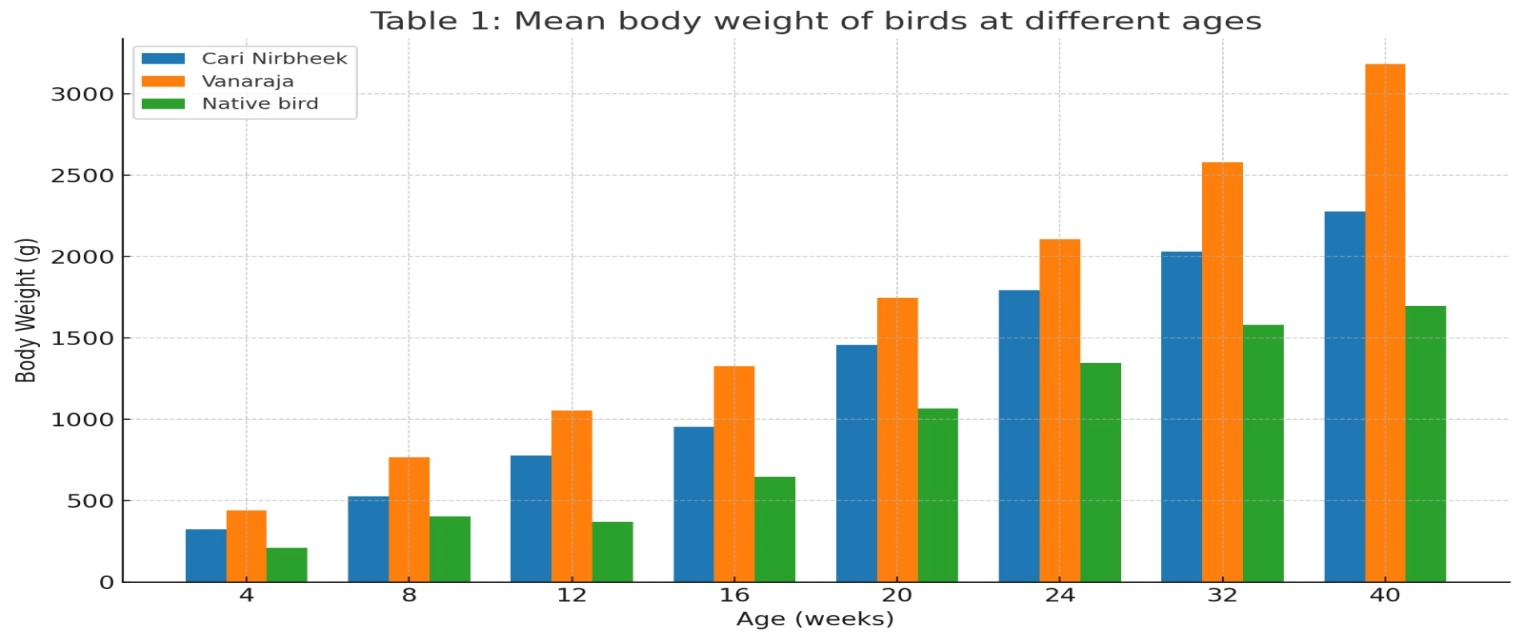 Table 1: Mean body weight of birds at different ages
Cari Nirbheek
Vanaraja
Native bird
Body Weight (g)
3000
2500
2000
1500
1000
500
0
4 8 12 16 20 24 32 40
Age (weeks)